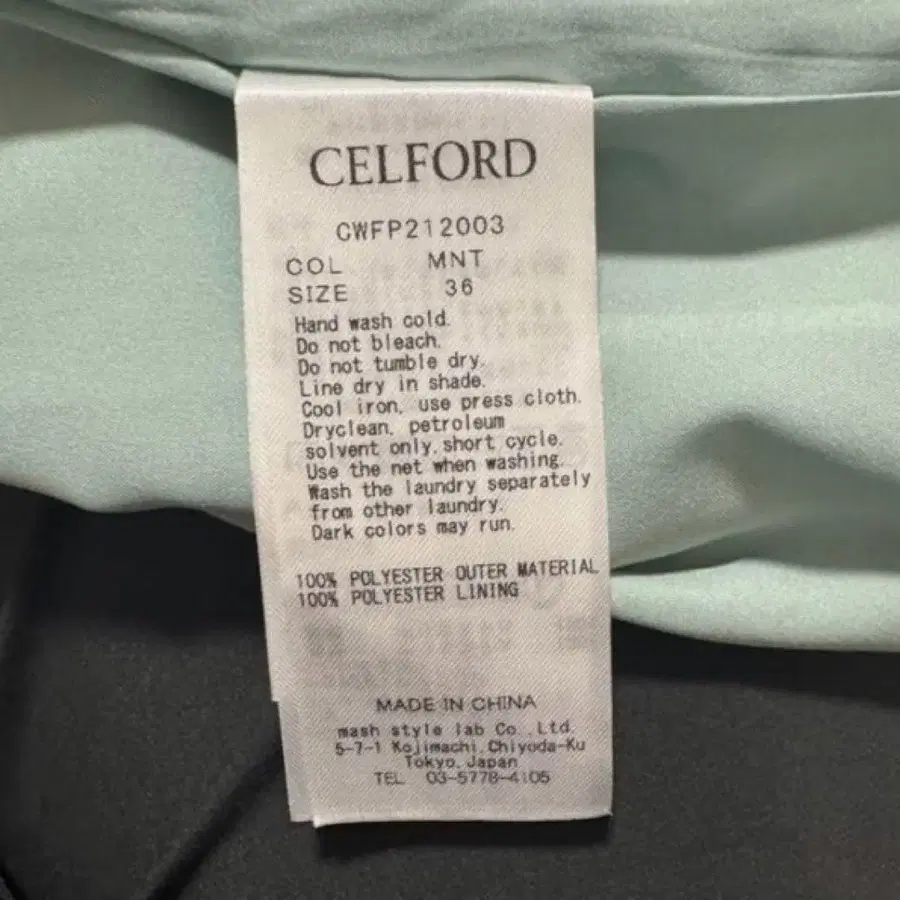 CELFORD
CWFP212003
COL MNT
SIZE 36
Hand wash cold.
Do not bleach.
Do not tumble dry.
Line dry in shade.
Cool iron, use press cloth.
Dryclean, petroleum
solvent only, short cycle.
Use the net when washing.
Wash the laundry separately
from other laundry.
Dark colors may run.
100% POLYESTER OUTER MATERIAL
100% POLYESTER LINING
MADE IN CHINA
mash style lab Co.,Ltd.
5-7-1 Kojimachi,Chiyoda-Ku
Tokyo,Japan
TEL 03-5778-4105